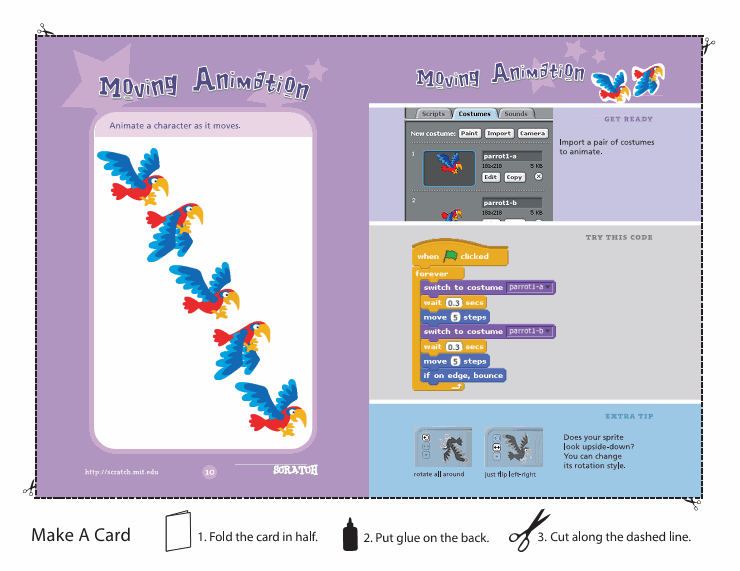 Moving Animation
Animate a character as it moves.
http://scratch.mit.edu
10
SCRATCH
Moving Animation
GET READY
Scripts
Costumes
Sounds
New costume:
Paint
Import
Camera
Import a pair of costumes
to animate.
1
parrot1-a
181x218
5 KB
Edit
Copy
2
parrot1-b
181x218
5 KB
TRY THIS CODE
when clicked
forever
switch to costume parrot1-a
wait 0.3 secs
move 5 steps
switch to costume parrot1-b
wait 0.3 secs
move 5 steps
if on edge, bounce
EXTRA TIP
Does your sprite
look upside-down?
You can change
its rotation style.
rotate all around
just flip left-right
Make A Card
1. Fold the card in half.
2. Put glue on the back.
3. Cut along the dashed line.